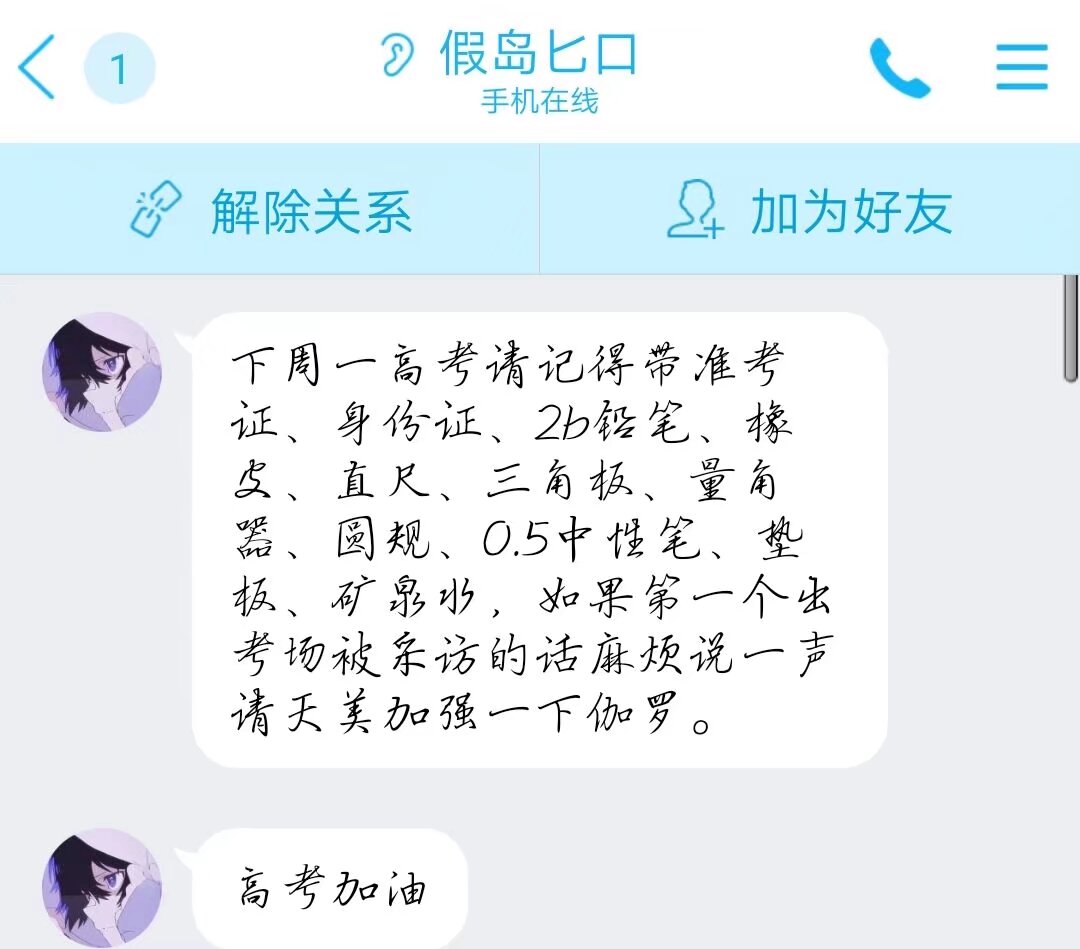 1
假岛匕口
手机在线
解除关系
加为好友
下周一高考请记得带准考
证、身份证、2b铅笔、橡
皮、直尺、三角板、量角
器、圆规、0.5中性笔、垫
板、矿泉水，如果第一个出
考场被采访的话麻烦说一声
请天美加强一下伽罗。
高考加油